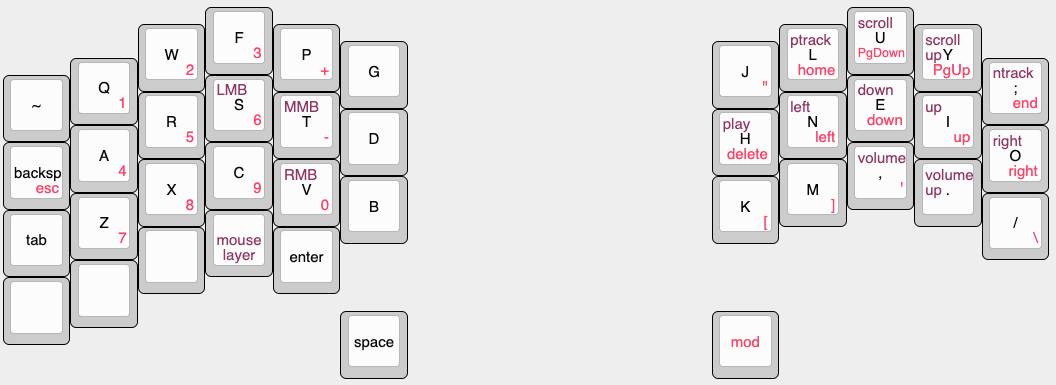 ~
backsp
esc
tab
Q
1
A
4
Z
7
W
2
R
5
X
8
F
3
LMB
S
6
C
9
mouse
layer
P
+
MMB
T
-
RMB
V
0
enter
G
D
B
space
J
"
play
H
delete
K
[
mod
ptrack
L
home
left
N
left
M
]
scroll
U
PgDown
down
E
down
volume
,
'
scroll
upY
PgUp
up
I
up
volume
up .
ntrack
;
end
right
O
right
/
\